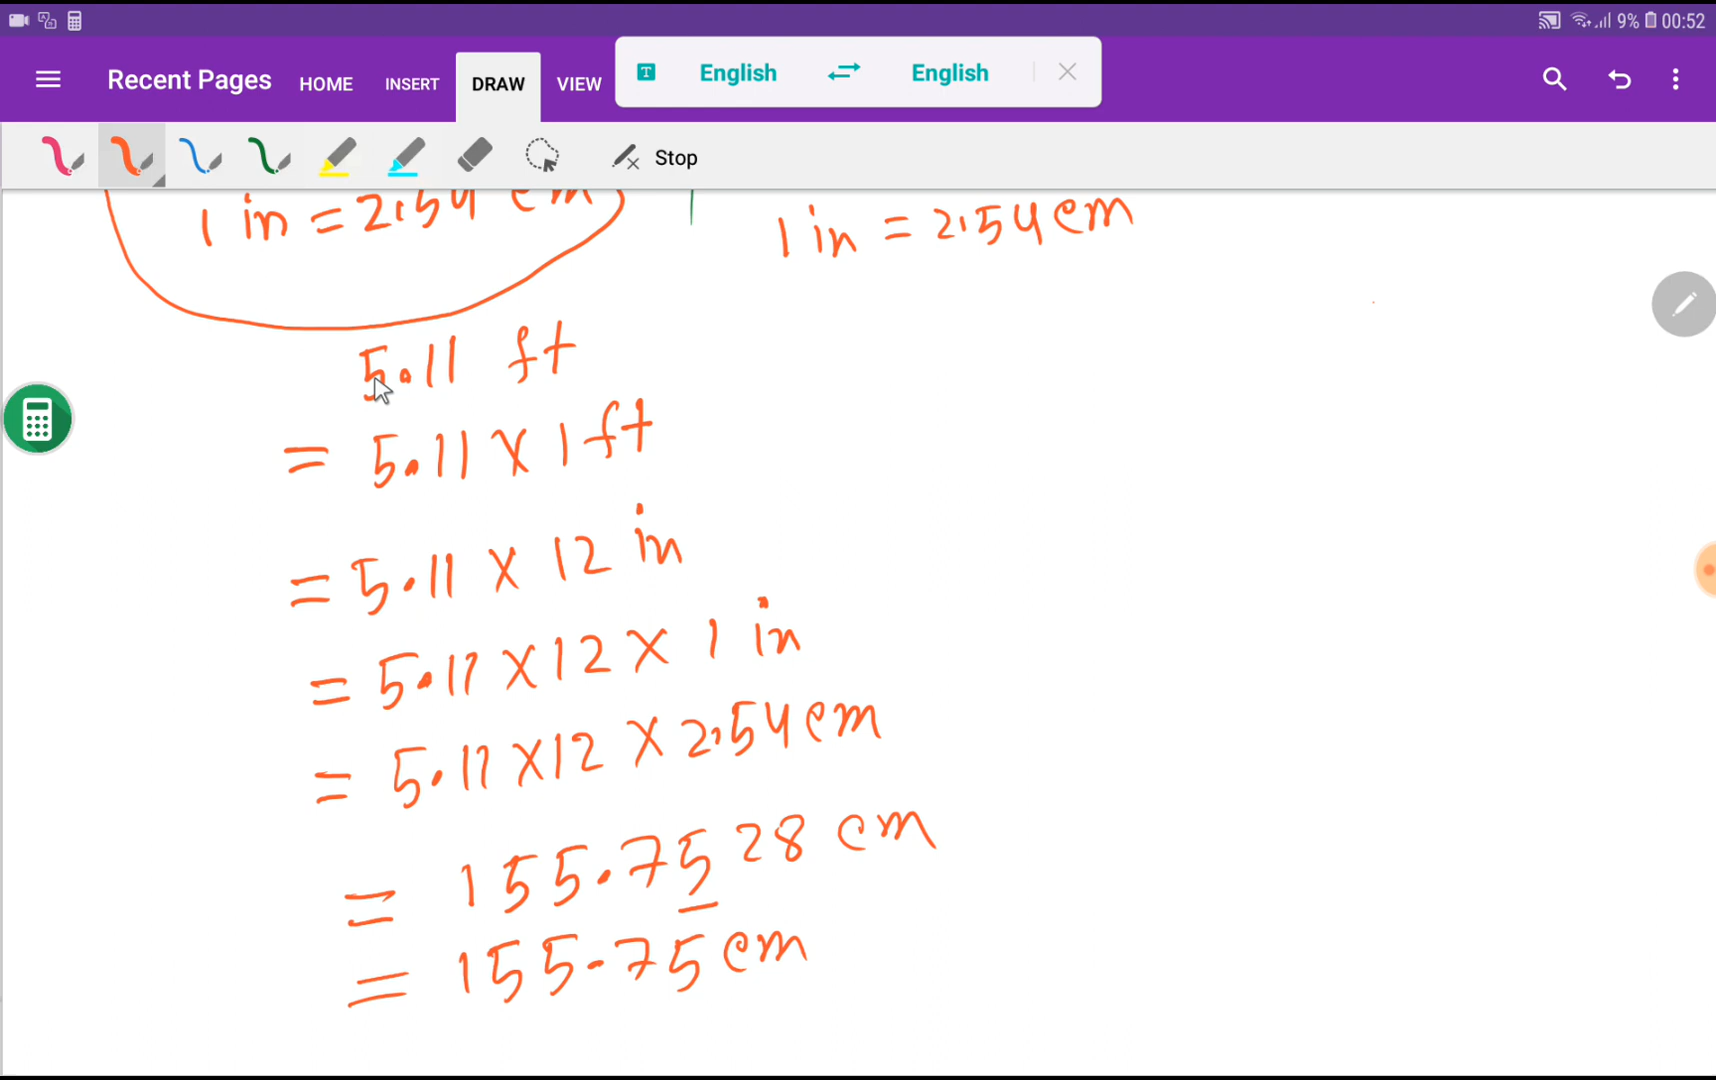 9% 00:52
Recent Pages HOME INSERT DRAW VIEW English English
Stop
1 in = 2.54 cm
1 in = 2.54 cm
5.11 ft
= 5.11 × 1 ft
= 5.11 × 12 in
= 5.11 × 12 × 1 in
= 5.11 × 12 × 2.54 cm
= 155.7528 cm
= 155.75 cm